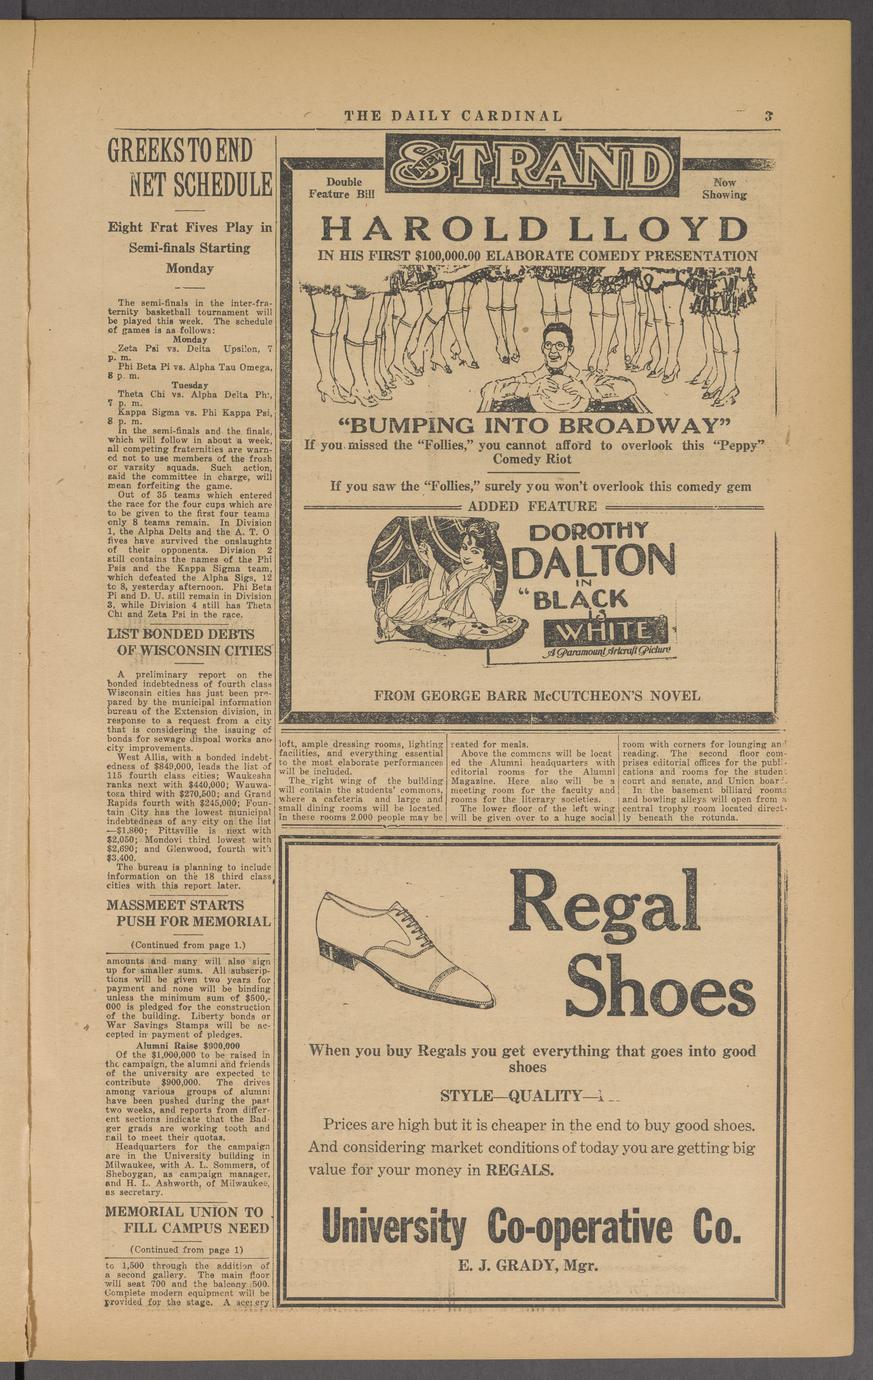 THE DAILY CARDINAL
3
GREEKS TO END
NET SCHEDULE
Eight Frat Fives Play in
Semi-finals Starting
Monday
The semi-finals in the inter-fra-
ternity basketball tournament will
be played this week. The schedule
of games is as follows:
Monday
Zeta Psi vs. Delta Upsilon, 7
p. m.
Phi Beta Pi vs. Alpha Tau Omega,
8 p. m.
Tuesday
Theta Chi vs. Alpha Delta Phi,
7 p. m.
Kappa Sigma vs. Phi Kappa Psi,
8 p. m.
In the semi-finals and the finals,
which will follow in about a week,
all competing fraternities are warn-
ed not to use members of the frosh
or varsity squads. Such action,
said the committee in charge, will
mean forfeiting the game.
Out of 35 teams which entered
the race for the four cups which are
to be given to the first four teams
only 8 teams remain. In Division
1, the Alpha Delts and the A. T. O
fives have survived the onslaughts
of their opponents. Division 2
still contains the names of the Phi
Psis and the Kappa Sigma team,
which defeated the Alpha Sigs, 12
to 8, yesterday afternoon. Phi Beta
Pi and D. U. still remain in Division
3, while Division 4 still has Theta
Chi and Zeta Psi in the race.
LIST BONDED DEBTS
OF WISCONSIN CITIES
A preliminary report on the
bonded indebtedness of fourth class
Wisconsin cities has just been pre-
pared by the municipal information
bureau of the Extension division, in
response to a request from a city
that is considering the issuing of
bonds for sewage dispoal works and
city improvements.
West Allis, with a bonded indebt-
edness of $849,000, leads the list of
115 fourth class cities; Waukesha
ranks next with $440,000; Wauwa-
tosa third with $270,500; and Grand
Rapids fourth with $245,000; Foun-
tain City has the lowest municipal
indebtedness of any city on the list
—$1,800; Pittsville is next with
$2,050; Mondovi third lowest with
$2,690; and Glenwood, fourth with
$3,400.
The bureau is planning to include
information on the 18 third class
cities with this report later.
MASSMEET STARTS
PUSH FOR MEMORIAL
(Continued from page 1.)
amounts and many will also sign
up for smaller sums. All subscrip-
tions will be given two years for
payment and none will be binding
unless the minimum sum of $500,-
000 is pledged for the construction
of the building. Liberty bonds or
War Savings Stamps will be ac-
cepted in payment of pledges.
Alumni Raise $900,000
Of the $1,000,000 to be raised in
the campaign, the alumni and friends
of the university are expected to
contribute $900,000. The drives
among various groups of alumni
have been pushed during the past
two weeks, and reports from differ-
ent sections indicate that the Bad-
ger grads are working tooth and
nail to meet their quotas.
Headquarters for the campaign
are in the University building in
Milwaukee, with A. L. Sommers, of
Sheboygan, as campaign manager,
and H. L. Ashworth, of Milwaukee,
as secretary.
MEMORIAL UNION TO
FILL CAMPUS NEED
(Continued from page 1)
to 1,500 through the addition of
a second gallery. The main floor
will seat 700 and the balcony 500.
Complete modern equipment will be
provided for the stage. A scenery
NEW
STRAND
Double
Feature Bill
Now
Showing
HAROLD LLOYD
IN HIS FIRST $100,000.00 ELABORATE COMEDY PRESENTATION
"BUMPING INTO BROADWAY"
If you missed the "Follies," you cannot afford to overlook this "Peppy"
Comedy Riot
If you saw the "Follies," surely you won't overlook this comedy gem
ADDED FEATURE
DOROTHY
DALTON
IN
"BLACK
is
WHITE"
A Paramount Artcraft Picture
FROM GEORGE BARR McCUTCHEON'S NOVEL
loft, ample dressing rooms, lighting
facilities, and everything essential
to the most elaborate performances
will be included.
The right wing of the building
will contain the students' commons,
where a cafeteria and large and
small dining rooms will be located.
In these rooms 2,000 people may be
reated for meals.
Above the commons will be locat
ed the Alumni headquarters with
editorial rooms for the Alumni
Magazine. Here also will be a
meeting room for the faculty and
rooms for the literary societies.
The lower floor of the left wing
will be given over to a huge social
room with corners for lounging and
reading. The second floor com-
prises editorial offices for the publi-
cations and rooms for the student
court and senate, and Union board.
In the basement billiard rooms
and bowling alleys will open from a
central trophy room located direct-
ly beneath the rotunda.
Regal
Shoes
When you buy Regals you get everything that goes into good
shoes
STYLE—QUALITY—
Prices are high but it is cheaper in the end to buy good shoes.
And considering market conditions of today you are getting big
value for your money in REGALS.
University Co-operative Co.
E. J. GRADY, Mgr.